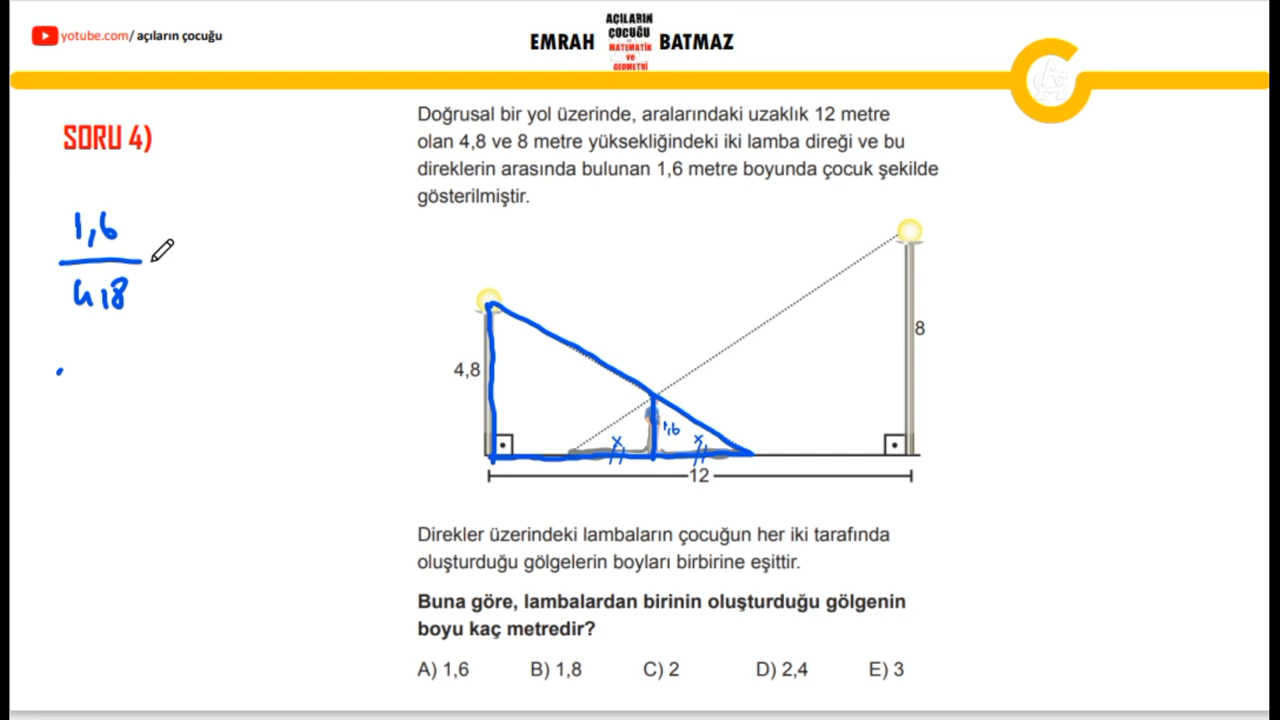 yotube.com/ açıların çocuğu
EMRAH
AÇILARIN
ÇOCUĞU
MATEMATİK
ve
GEOMETRİ
BATMAZ
SORU 4)
Doğrusal bir yol üzerinde, aralarındaki uzaklık 12 metre
olan 4,8 ve 8 metre yüksekliğindeki iki lamba direği ve bu
direklerin arasında bulunan 1,6 metre boyunda çocuk şekilde
gösterilmiştir.
1,6
4,8
8
4,8
1,6
x
x
12
Direkler üzerindeki lambaların çocuğun her iki tarafında
oluşturduğu gölgelerin boyları birbirine eşittir.
Buna göre, lambalardan birinin oluşturduğu gölgenin
boyu kaç metredir?
A) 1,6 B) 1,8 C) 2 D) 2,4 E) 3